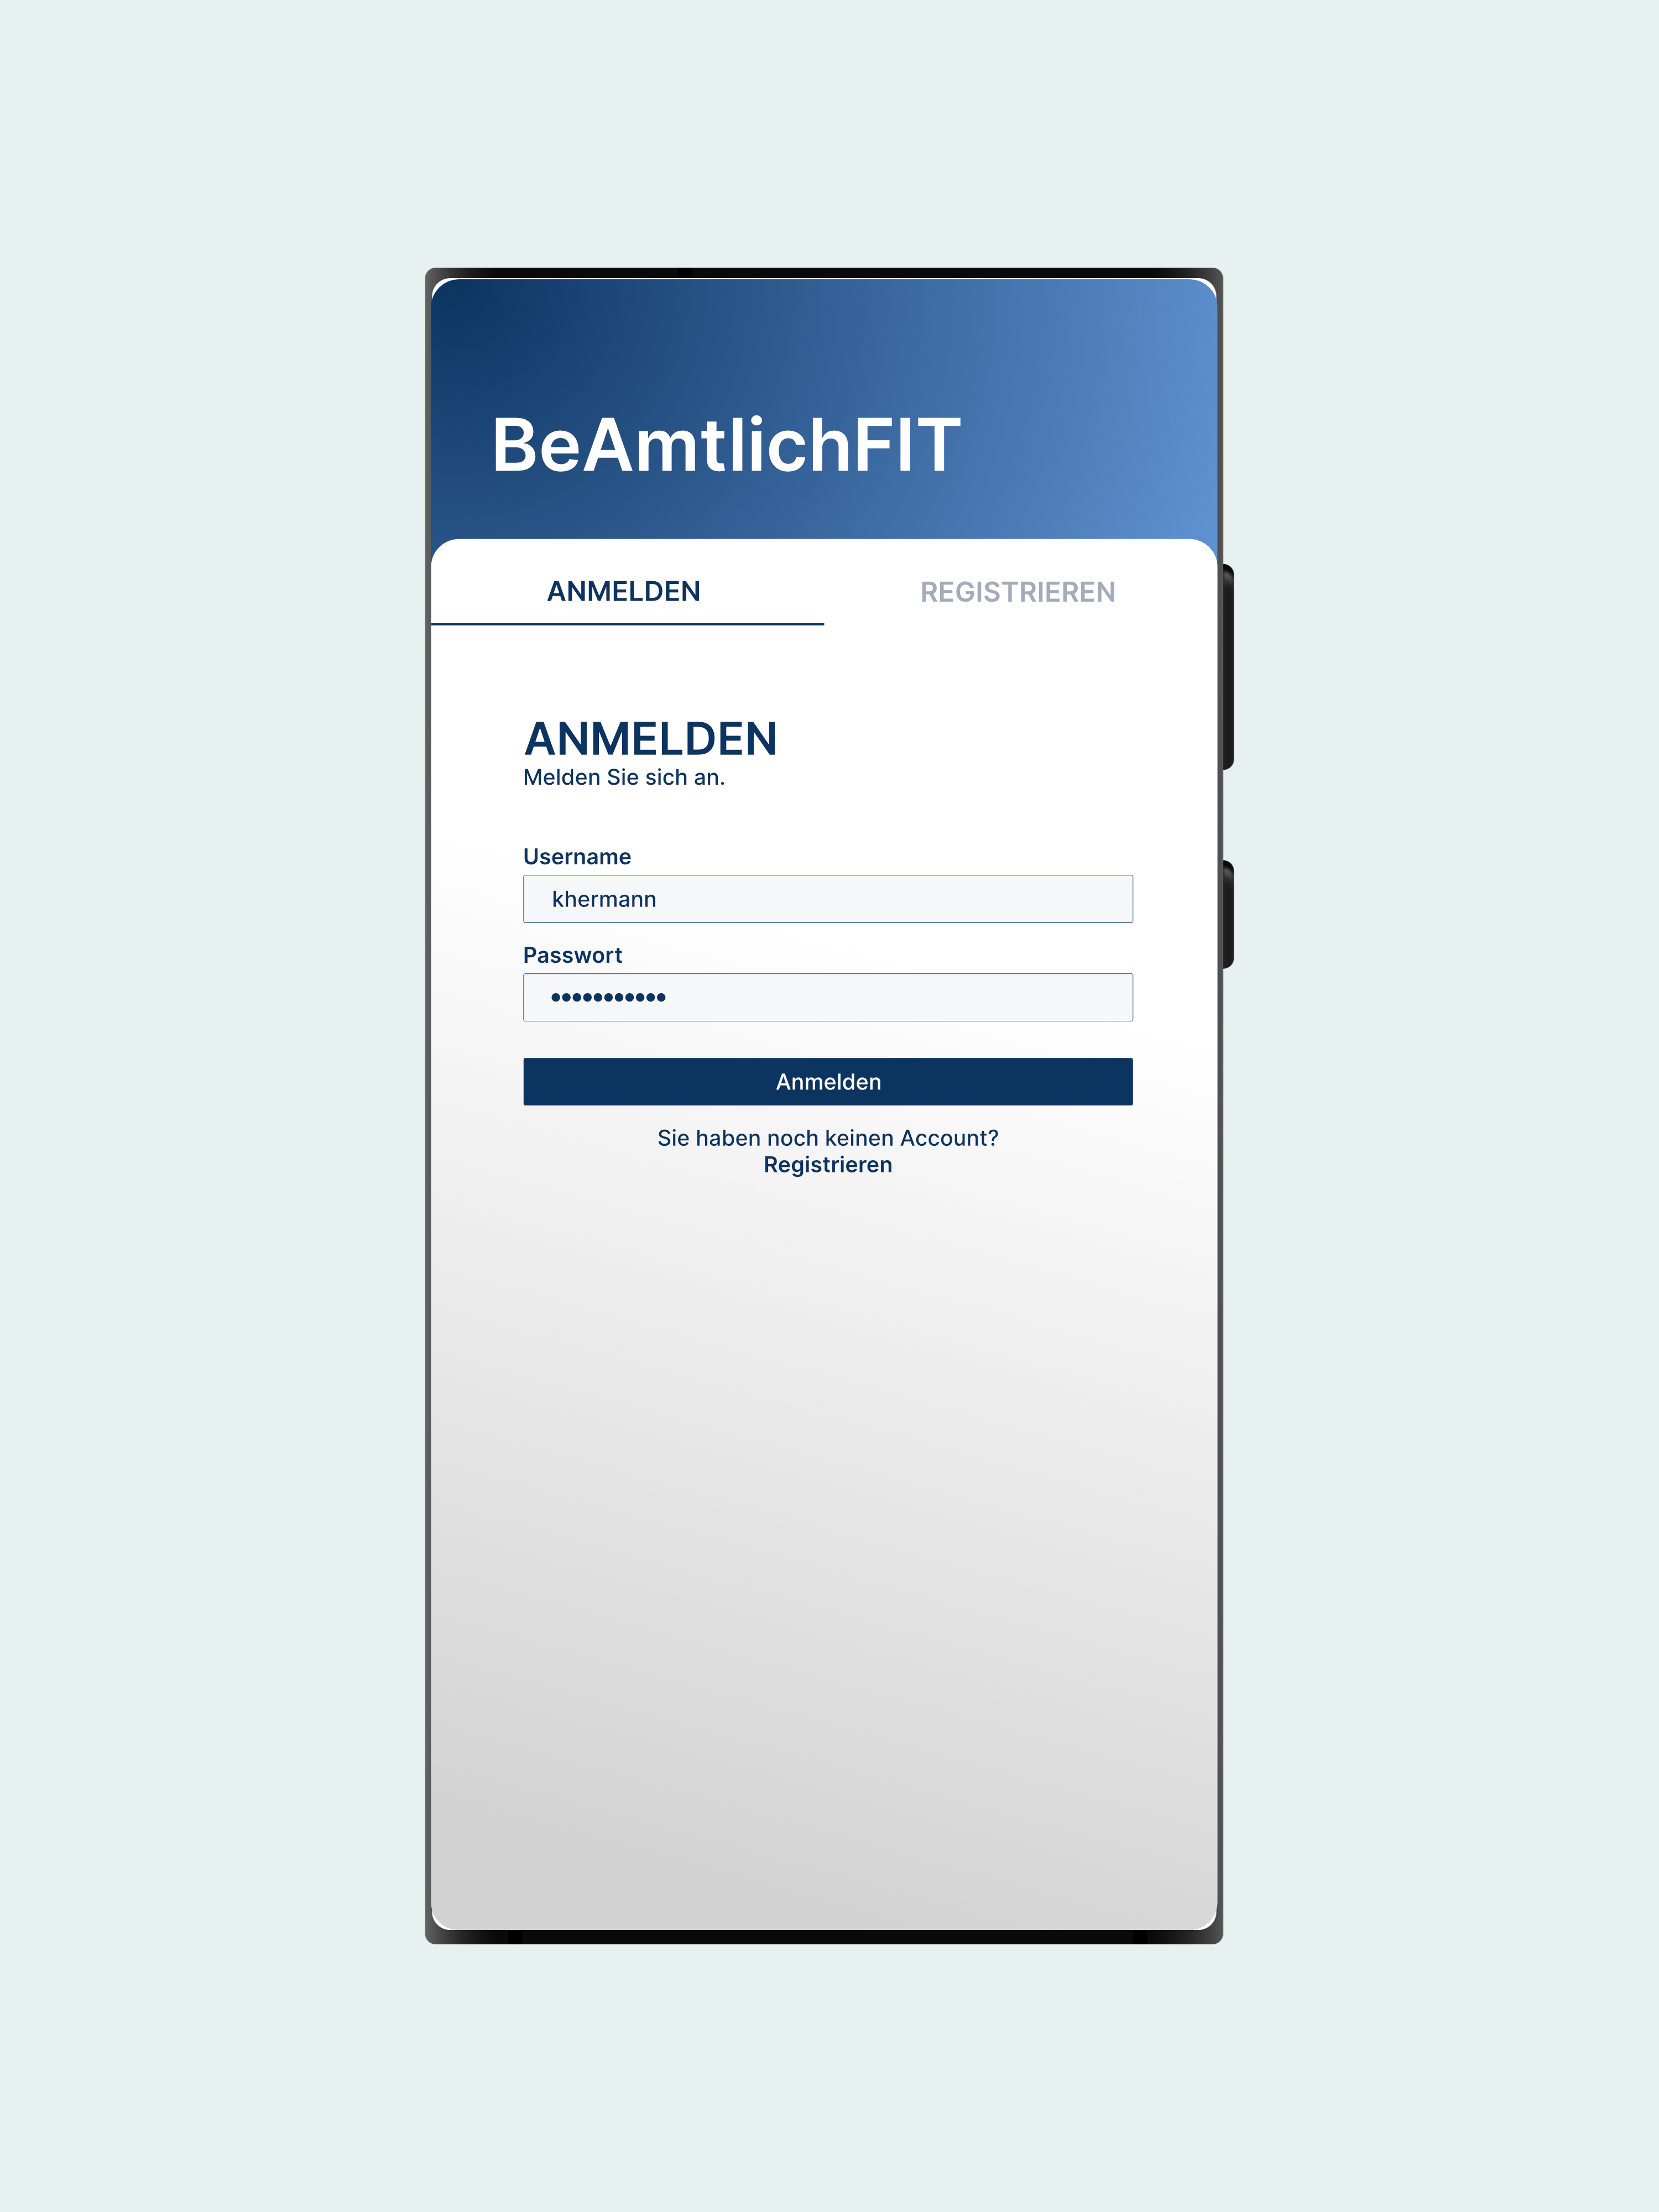 BeAmtlichFIT
ANMELDEN
REGISTRIEREN
ANMELDEN
Melden Sie sich an.
Username
khermann
Passwort
•••••••••••
Anmelden
Sie haben noch keinen Account?
Registrieren